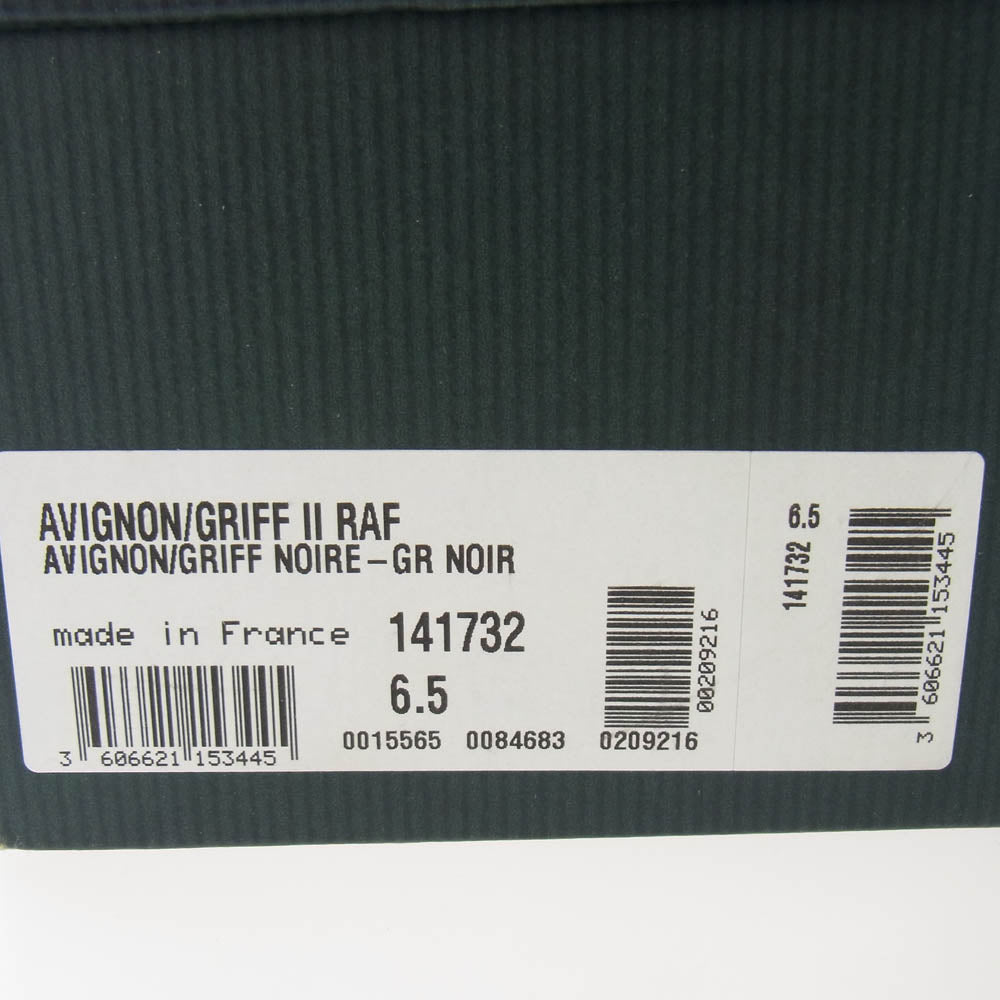 AVIGNON/GRIFF II RAF
AVIGNON/GRIFF NOIRE-GR NOIR
made in France 141732
6.5
3 606621 153445
0015565 0084683 0209216
00209216
6.5
141732
3 606621 153445